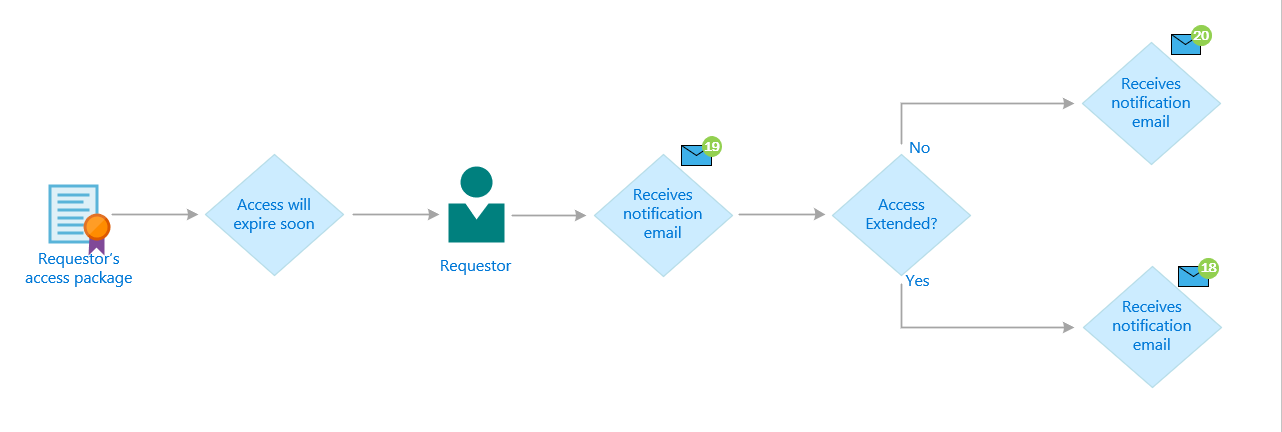 Requestor's
access package
Access will
expire soon
Requestor
19
Receives
notification
email
Access
Extended?
No
20
Receives
notification
email
Yes
18
Receives
notification
email